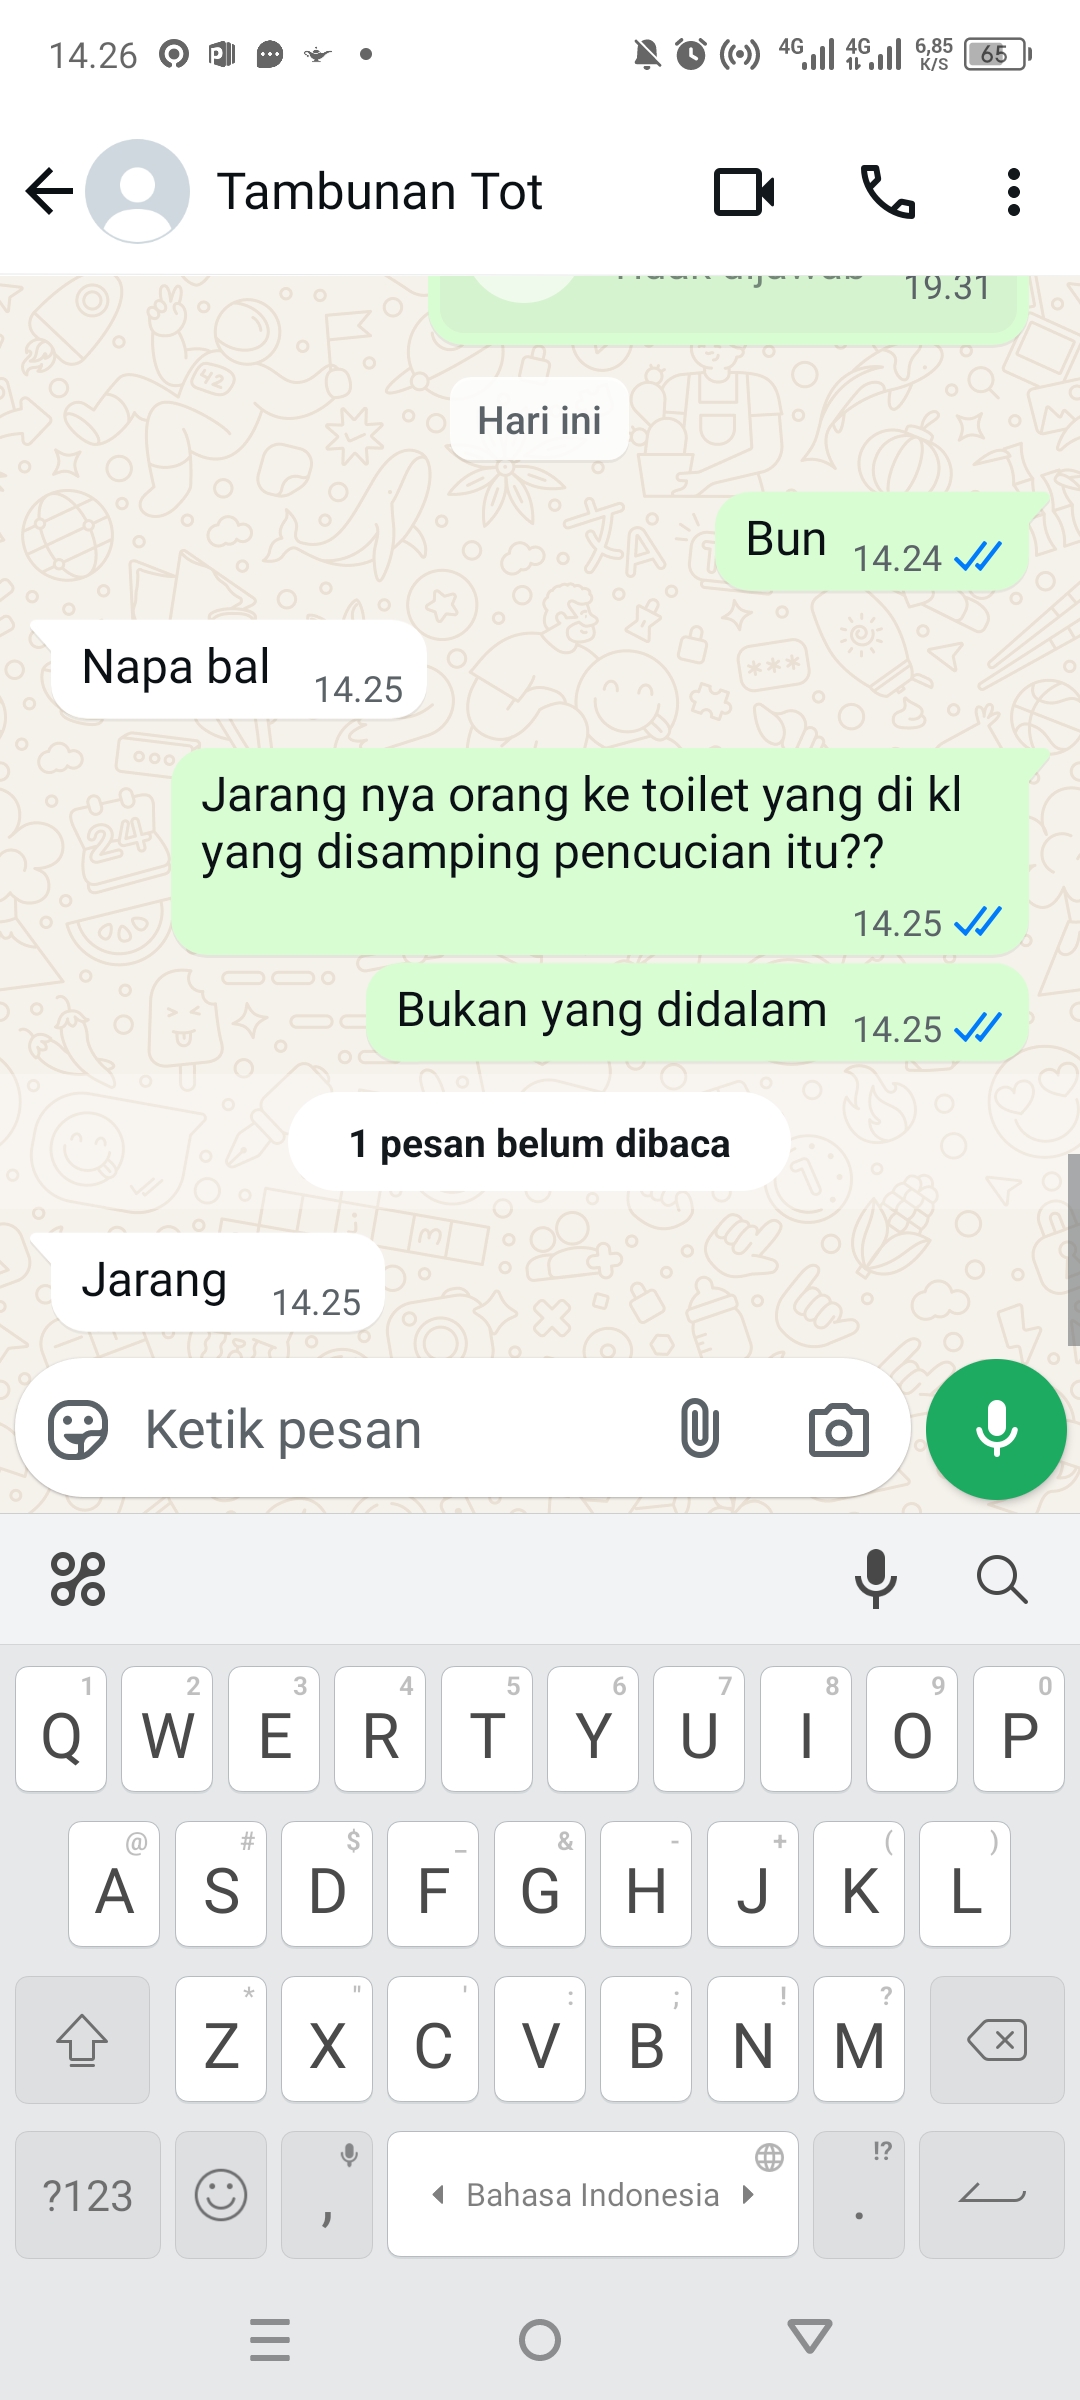 14.26
4G 4G 6,85 K/S 65
Tambunan Tot
19.31
Hari ini
Bun 14.24
Napa bal 14.25
Jarang nya orang ke toilet yang di kl
yang disamping pencucian itu??
14.25
Bukan yang didalam 14.25
1 pesan belum dibaca
Jarang 14.25
Ketik pesan
1 2 3 4 5 6 7 8 9 0
Q W E R T Y U I O P
@ # $ _ & - + ( )
A S D F G H J K L
* " ' : ; ! ?
Z X C V B N M
!?
?123 , Bahasa Indonesia .